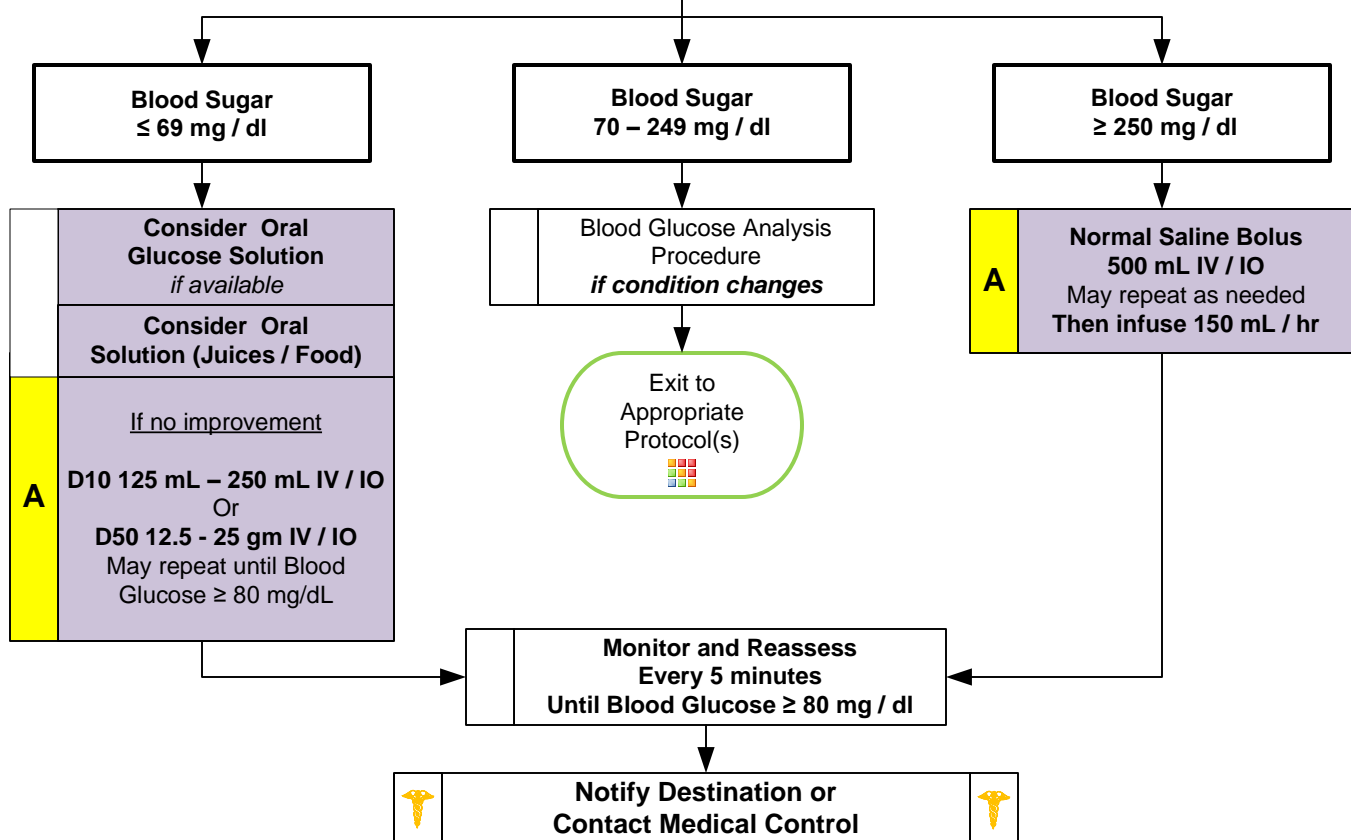 Blood Sugar
≤ 69 mg / dl
Blood Sugar
70 – 249 mg / dl
Blood Sugar
≥ 250 mg / dl
Consider Oral
Glucose Solution
if available
Consider Oral
Solution (Juices / Food)
A
If no improvement
D10 125 mL – 250 mL IV / IO
Or
D50 12.5 - 25 gm IV / IO
May repeat until Blood
Glucose ≥ 80 mg/dL
Blood Glucose Analysis
Procedure
if condition changes
Exit to
Appropriate
Protocol(s)
A
Normal Saline Bolus
500 mL IV / IO
May repeat as needed
Then infuse 150 mL / hr
Monitor and Reassess
Every 5 minutes
Until Blood Glucose ≥ 80 mg / dl
Notify Destination or
Contact Medical Control